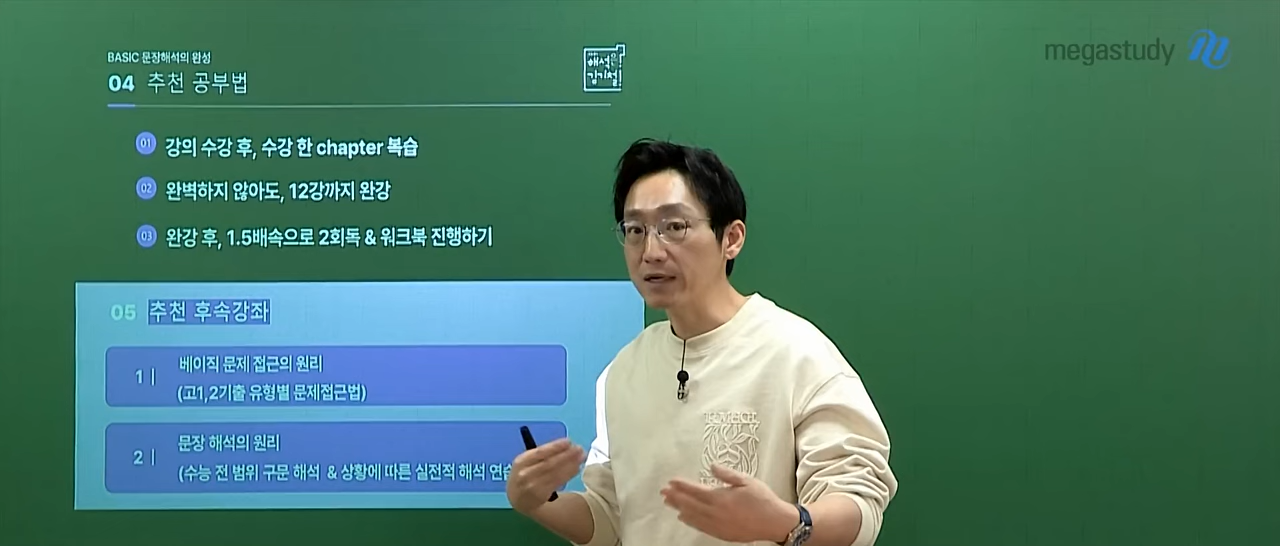 BASIC 문장해석의 완성
04 추천 공부법
해석은
김기철
megastudy
01 강의 수강 후, 수강 한 chapter 복습
02 완벽하지 않아도, 12강까지 완강
03 완강 후, 1.5배속으로 2회독 & 워크북 진행하기
05 추천 후속강좌
1 | 베이직 문제 접근의 원리
(고1,2기출 유형별 문제접근법)
2 | 문장 해석의 원리
(수능 전 범위 구문 해석 & 상황에 따른 실전적 해석 연습